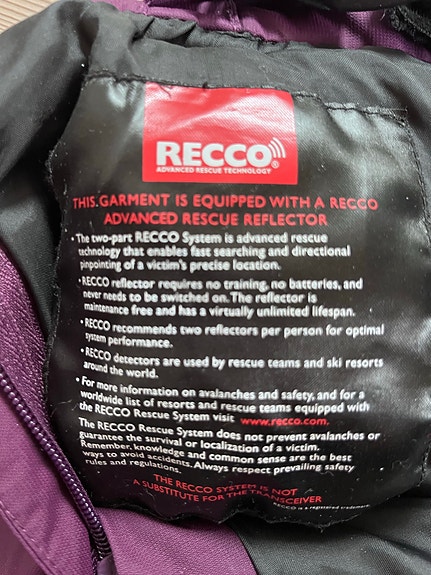 RECCO®
ADVANCED RESCUE TECHNOLOGY
THIS GARMENT IS EQUIPPED WITH A RECCO
ADVANCED RESCUE REFLECTOR
• The two-part RECCO System is advanced rescue
technology that enables fast searching and directional
pinpointing of a victim's precise location.
• RECCO reflector requires no training, no batteries, and
never needs to be switched on. The reflector is
maintenance free and has a virtually unlimited lifespan.
• RECCO recommends two reflectors per person for optimal
system performance.
• RECCO detectors are used by rescue teams and ski resorts
around the world.
• For more information on avalanches and safety, and for a
worldwide list of resorts and rescue teams equipped with
the RECCO Rescue System visit www.recco.com.
The RECCO Rescue System does not prevent avalanches or
guarantee the survival or localization of a victim.
Remember, knowledge and common sense are the best
ways to avoid accidents. Always respect prevailing safety
rules and regulations.
THE RECCO SYSTEM IS NOT
A SUBSTITUTE FOR THE TRANSCEIVER
RECCO is a registered trademark